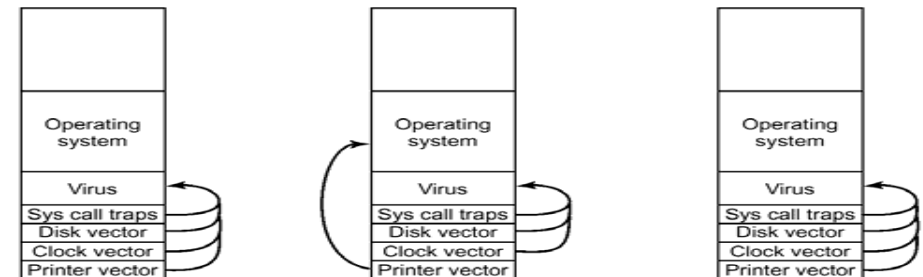 Operating
system
Virus
Sys call traps
Disk vector
Clock vector
Printer vector
Operating
system
Virus
Sys call traps
Disk vector
Clock vector
Printer vector
Operating
system
Virus
Sys call traps
Disk vector
Clock vector
Printer vector